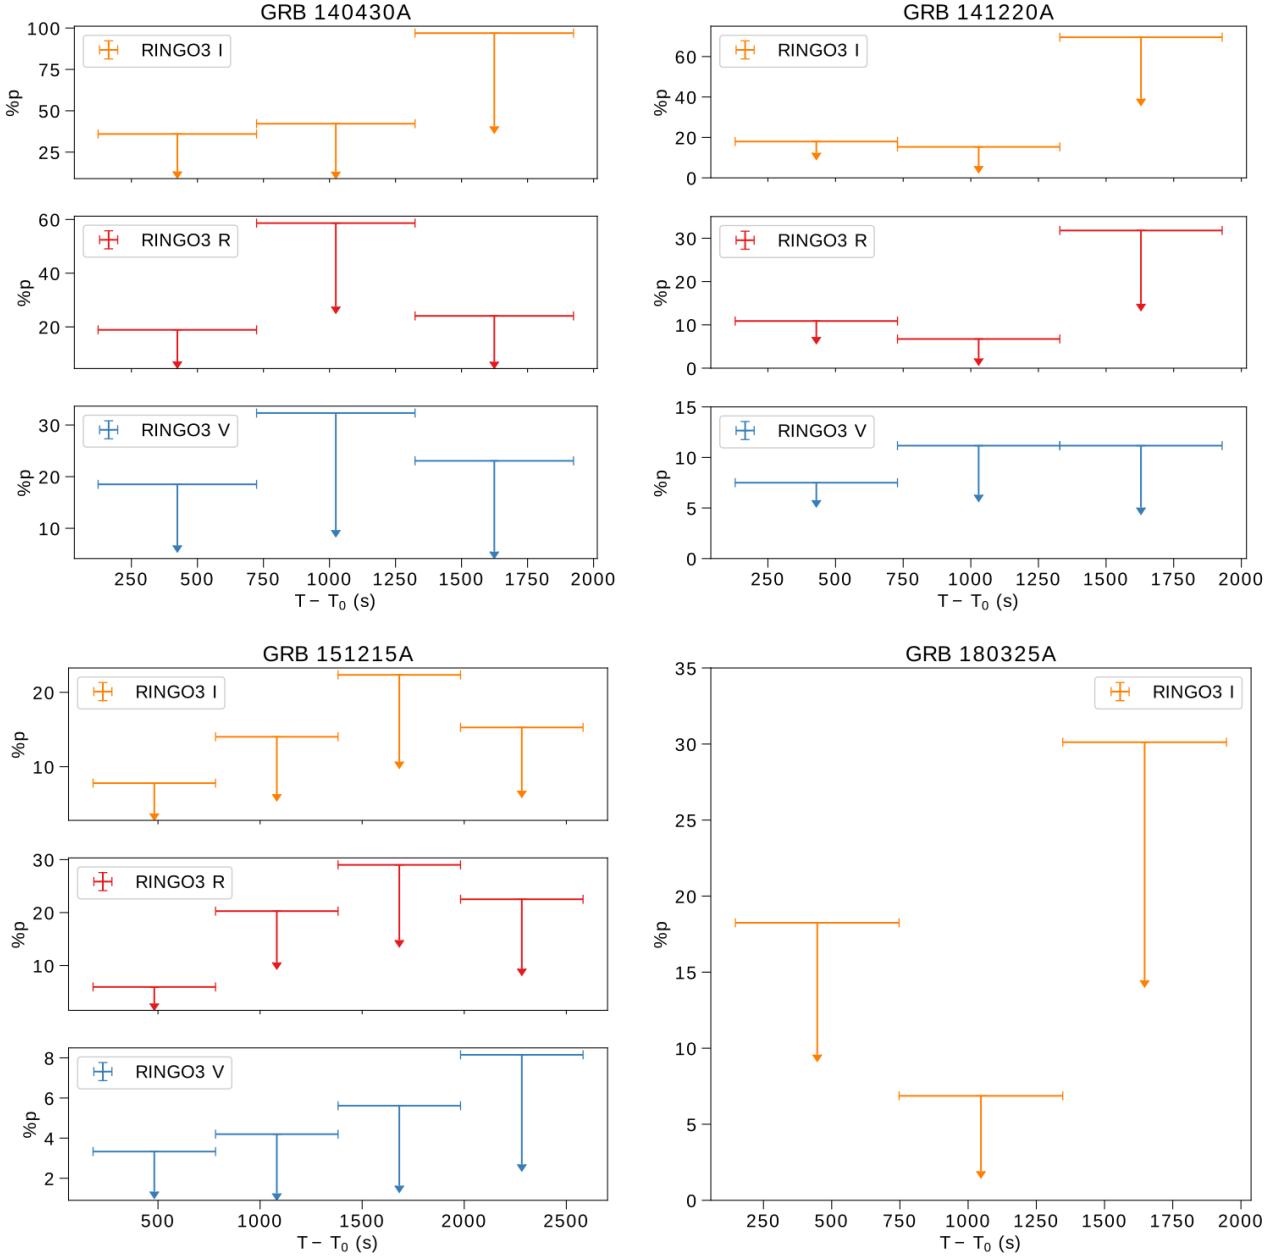 GRB 140430A
100
75
50
25
%p
RINGO3 I
60
40
20
%p
RINGO3 R
30
20
10
%p
RINGO3 V
250 500 750 1000 1250 1500 1750 2000
T − T0 (s)
GRB 141220A
60
40
20
0
%p
RINGO3 I
30
20
10
0
%p
RINGO3 R
15
10
5
0
%p
RINGO3 V
250 500 750 1000 1250 1500 1750 2000
T − T0 (s)
GRB 151215A
20
10
%p
RINGO3 I
30
20
10
%p
RINGO3 R
8
6
4
2
%p
RINGO3 V
500 1000 1500 2000 2500
T − T0 (s)
GRB 180325A
35
30
25
20
15
10
5
0
%p
RINGO3 I
250 500 750 1000 1250 1500 1750 2000
T − T0 (s)